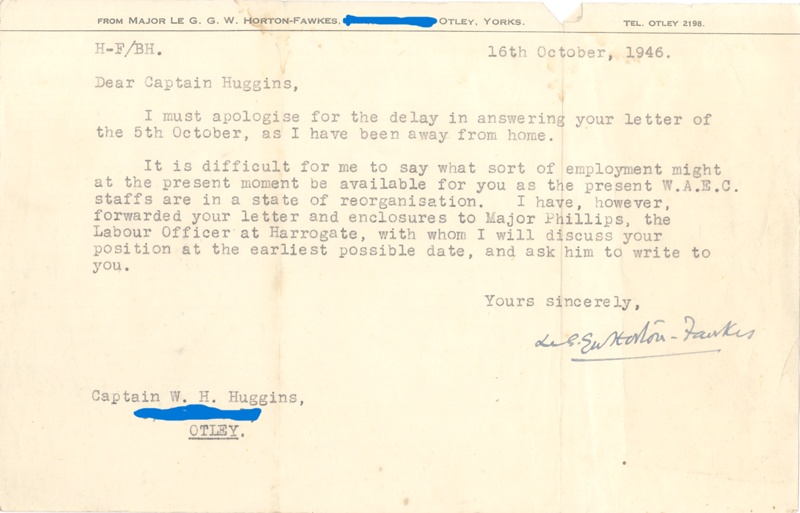 FROM MAJOR LE G. G. W. HORTON-FAWKES, OTLEY, YORKS. TEL. OTLEY 2198.
H-F/BH. 16th October, 1946.
Dear Captain Huggins,
I must apologise for the delay in answering your letter of
the 5th October, as I have been away from home.
It is difficult for me to say what sort of employment might
at the present moment be available for you as the present W.A.E.C.
staffs are in a state of reorganisation. I have, however,
forwarded your letter and enclosures to Major Phillips, the
Labour Officer at Harrogate, with whom I will discuss your
position at the earliest possible date, and ask him to write to
you.
Yours sincerely,
Le G. GW Horton-Fawkes
Captain W. H. Huggins,
OTLEY.